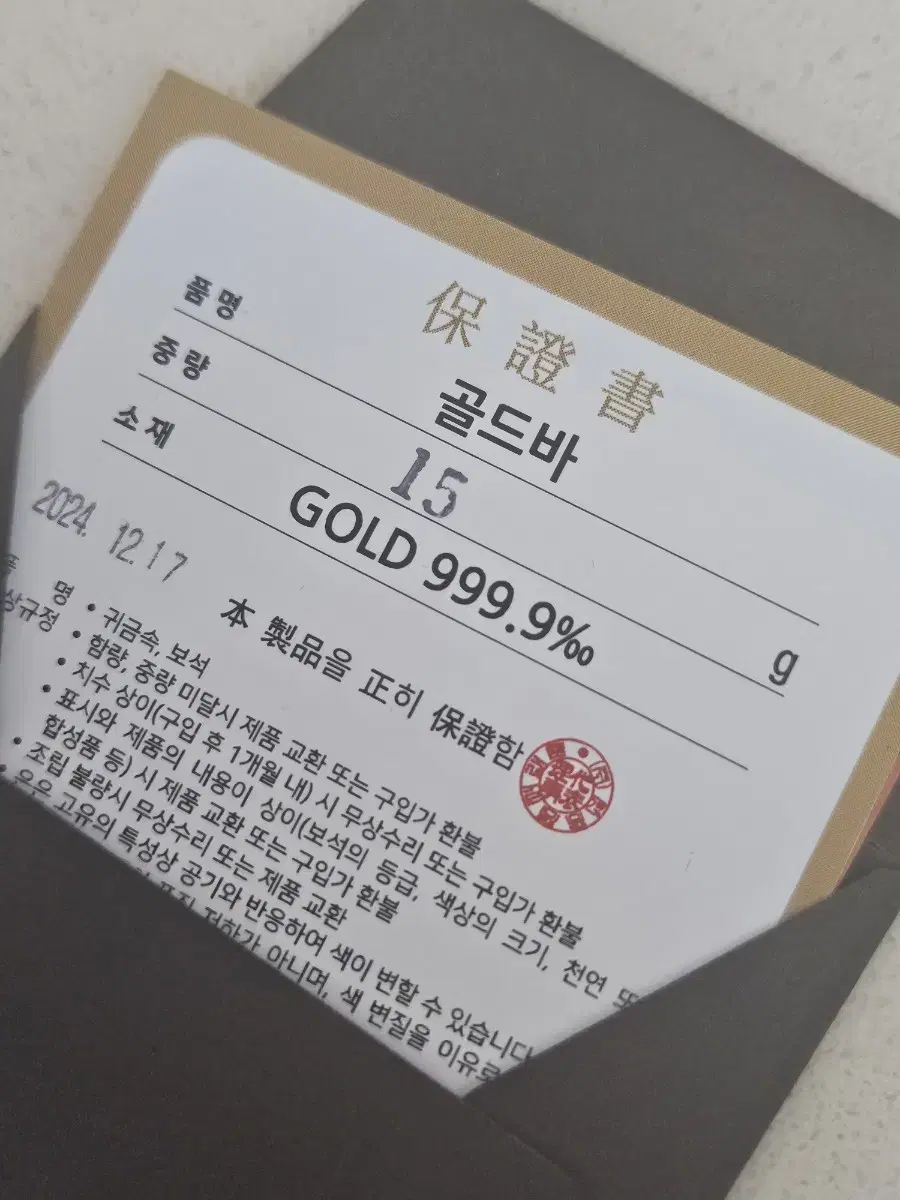 保證書
품명 골드바
중량 15 g
소재 GOLD 999.9‰
2024. 12.17
本 製品을 正히 保證함
명 • 귀금속, 보석
상규정 • 함량, 중량 미달시 제품 교환 또는 구입가 환불
• 치수 상이(구입 후 1개월 내) 시 무상수리 또는 구입가 환불
• 표시와 제품의 내용이 상이(보석의 등급, 색상의 크기, 천연 또
합성품 등) 시 제품 교환 또는 구입가 환불
• 조립 불량시 무상수리 또는 제품 교환
고유의 특성상 공기와 반응하여 색이 변할 수 있습니다
저하가 아니며, 색 변질을 이유로